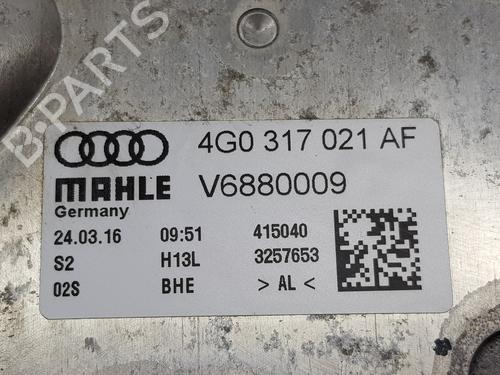 B-PARTS
4G0 317 021 AF
MAHLE V6880009
Germany
24.03.16 09:51 415040
S2 H13L 3257653
02S BHE > AL <